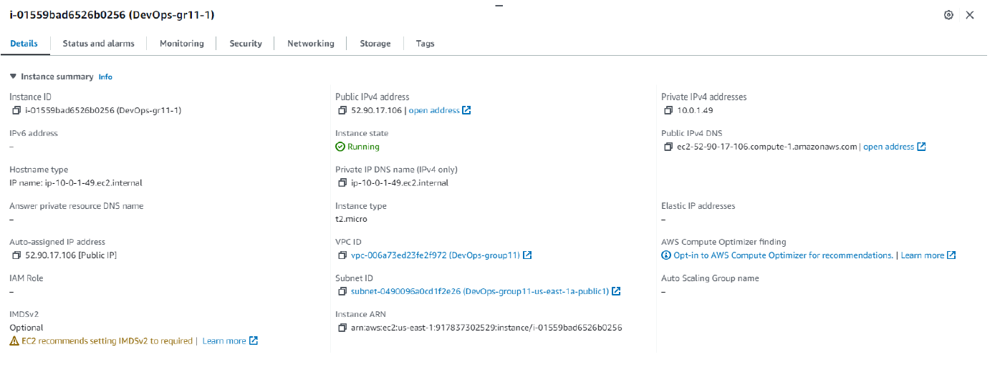 i-01559bad6526b0256 (DevOps-gr11-1)
Details
Status and alarms
Monitoring
Security
Networking
Storage
Tags
Instance summary Info
Instance ID
i-01559bad6526b0256 (DevOps-gr11-1)
Public IPv4 address
52.90.17.106 | open address
Private IPv4 addresses
10.0.1.49
IPv6 address
–
Instance state
Running
Public IPv4 DNS
ec2-52-90-17-106.compute-1.amazonaws.com | open address
Hostname type
IP name: ip-10-0-1-49.ec2.internal
Private IP DNS name (IPv4 only)
ip-10-0-1-49.ec2.internal
Answer private resource DNS name
–
Instance type
t2.micro
Elastic IP addresses
–
Auto-assigned IP address
52.90.17.106 [Public IP]
VPC ID
vpc-006a73ed23fe2f972 (DevOps-group11)
AWS Compute Optimizer finding
Opt-in to AWS Compute Optimizer for recommendations. | Learn more
IAM Role
–
Subnet ID
subnet-0490096a0cd1f2e26 (DevOps-group11-us-east-1a-public1)
Auto Scaling Group name
–
IMDSv2
Optional
EC2 recommends setting IMDSv2 to required | Learn more
Instance ARN
arn:aws:ec2:us-east-1:917837302529:instance/i-01559bad6526b0256